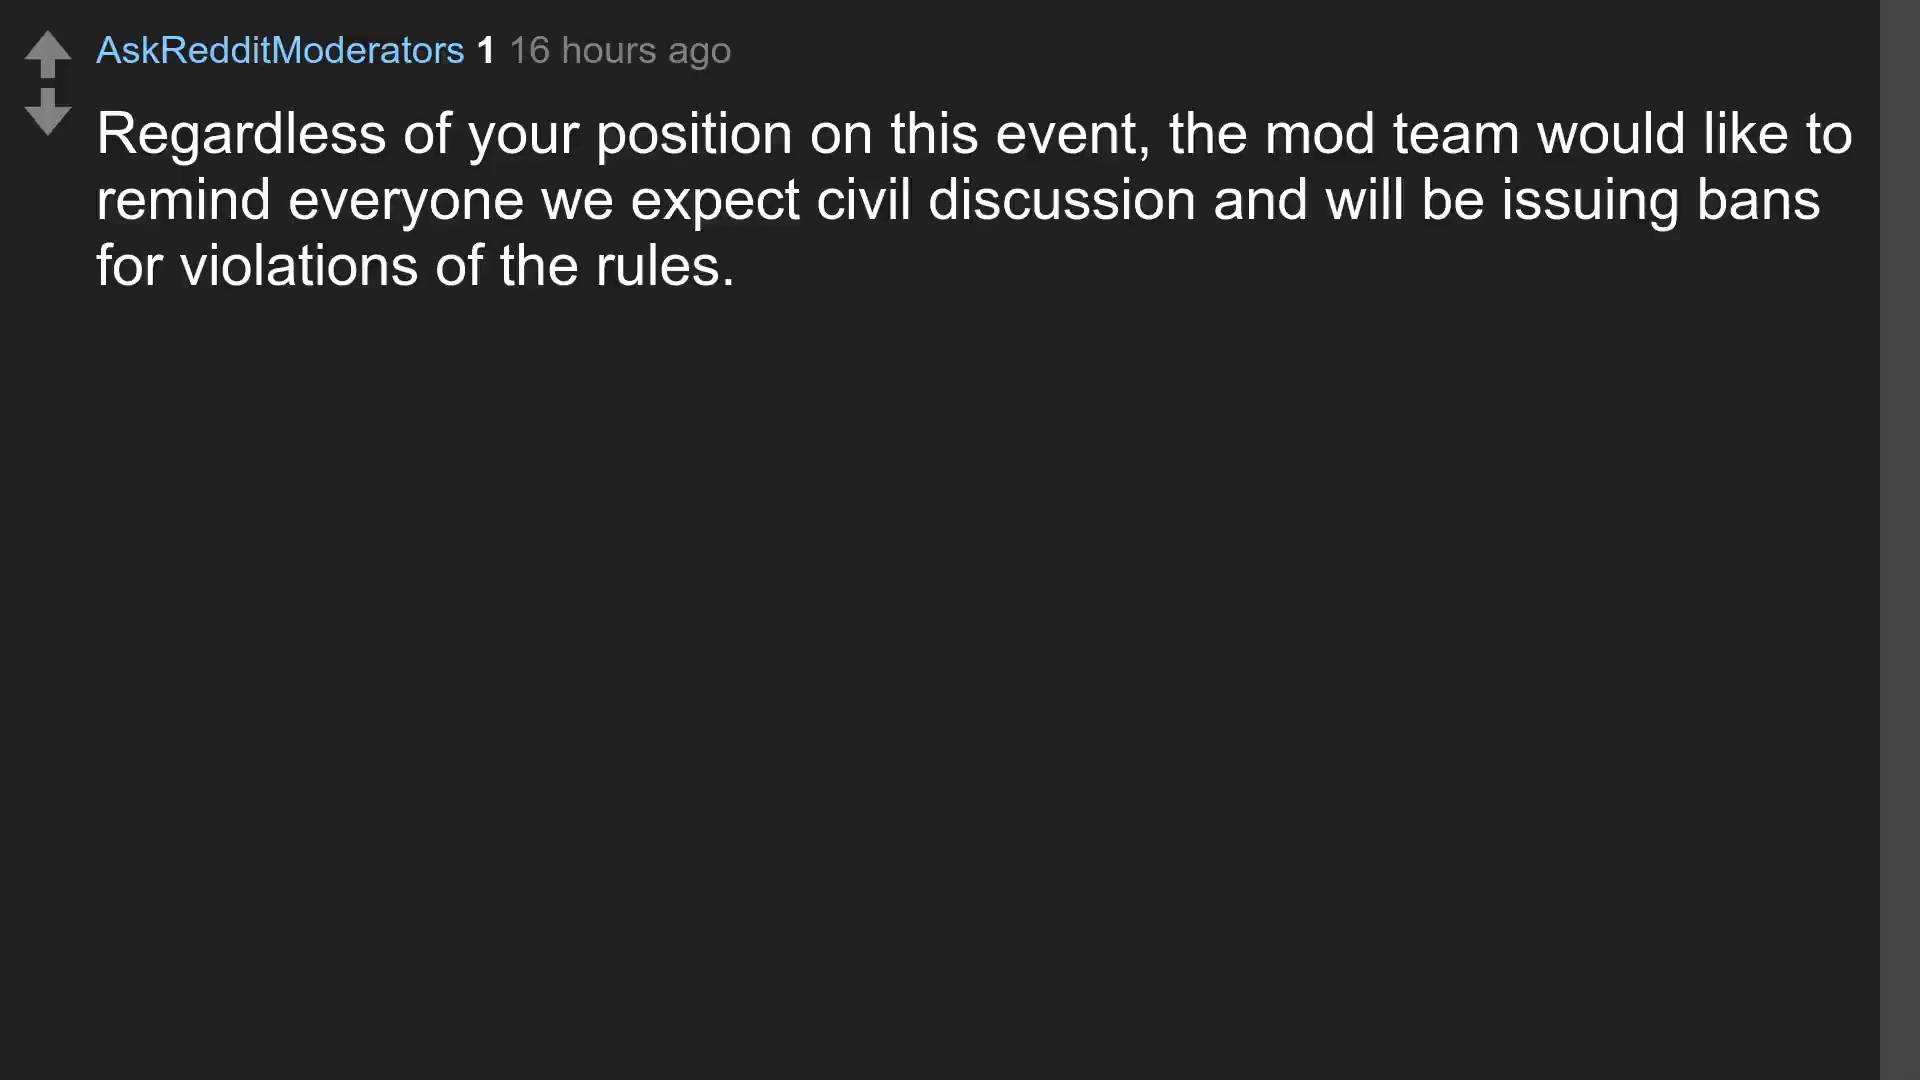 AskRedditModerators 1 16 hours ago
Regardless of your position on this event, the mod team would like to
remind everyone we expect civil discussion and will be issuing bans
for violations of the rules.